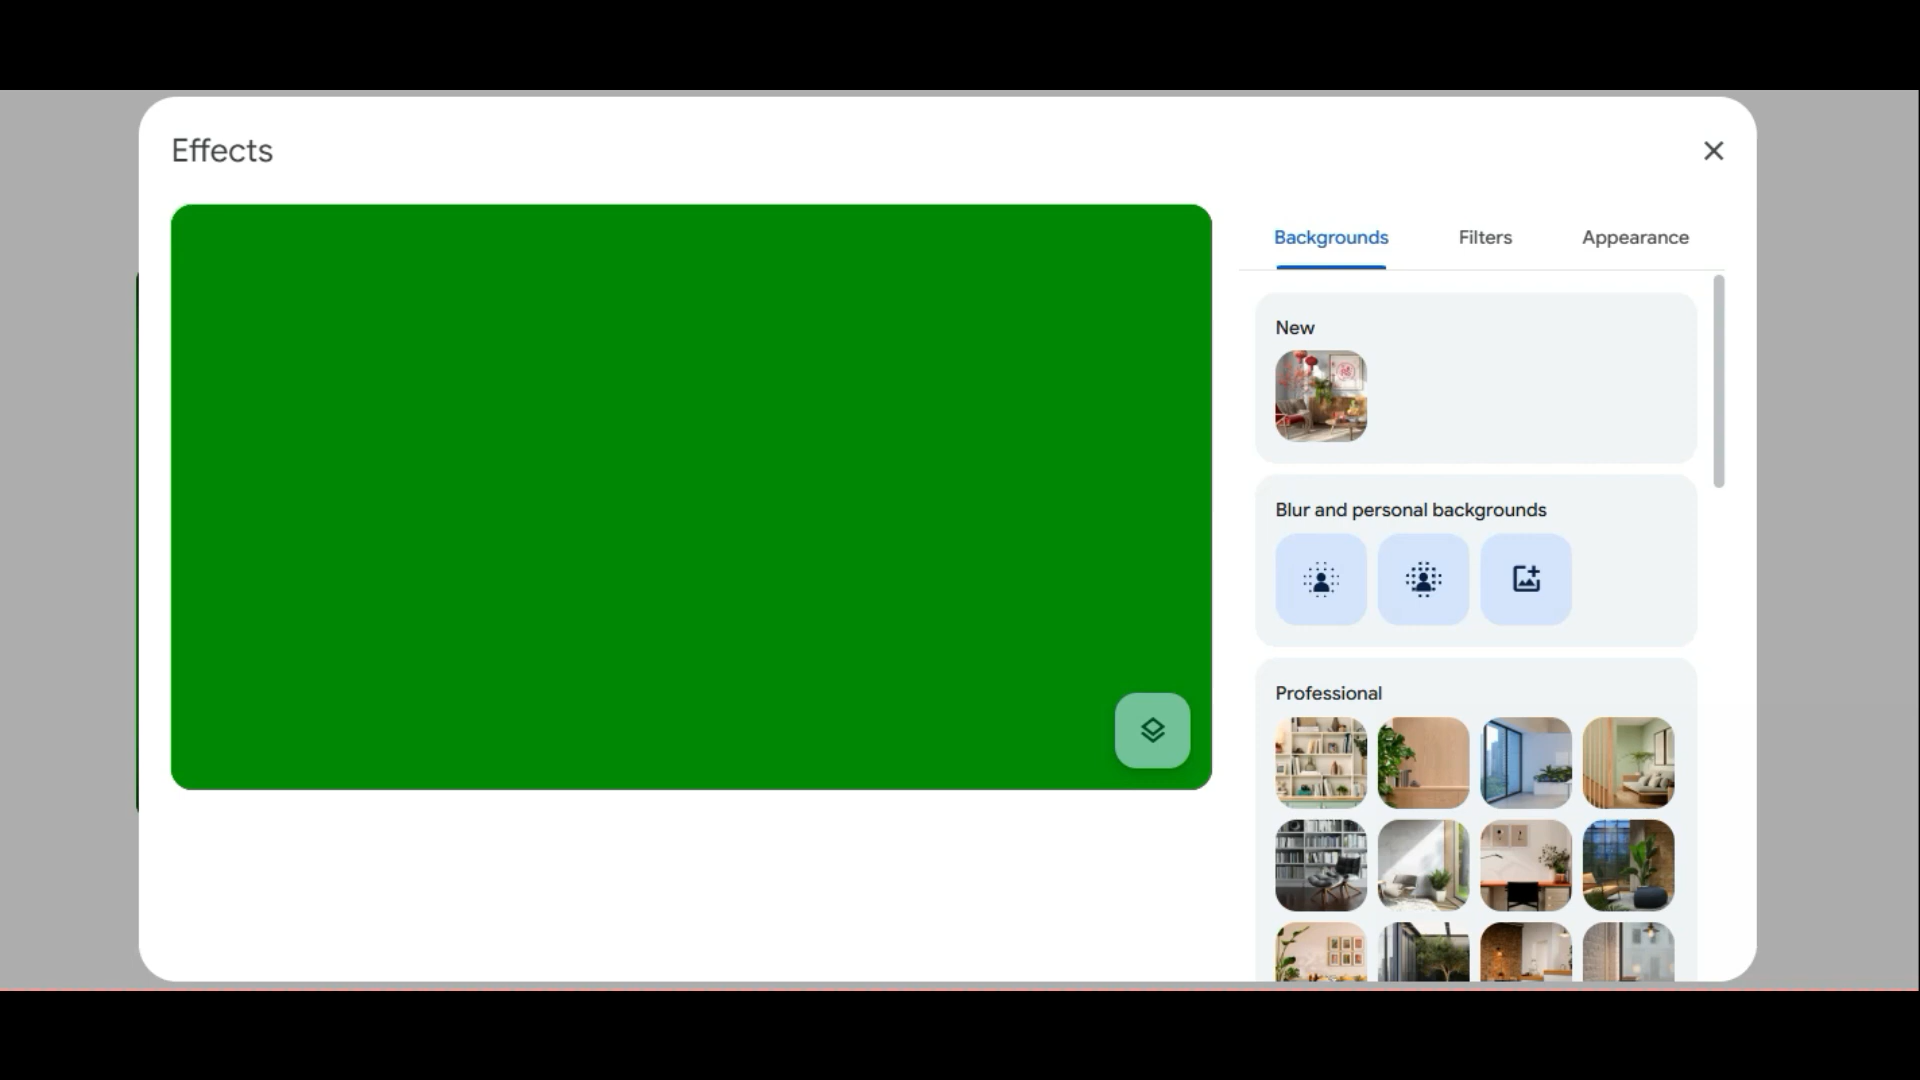 Effects
Backgrounds Filters Appearance
New
Blur and personal backgrounds
Professional